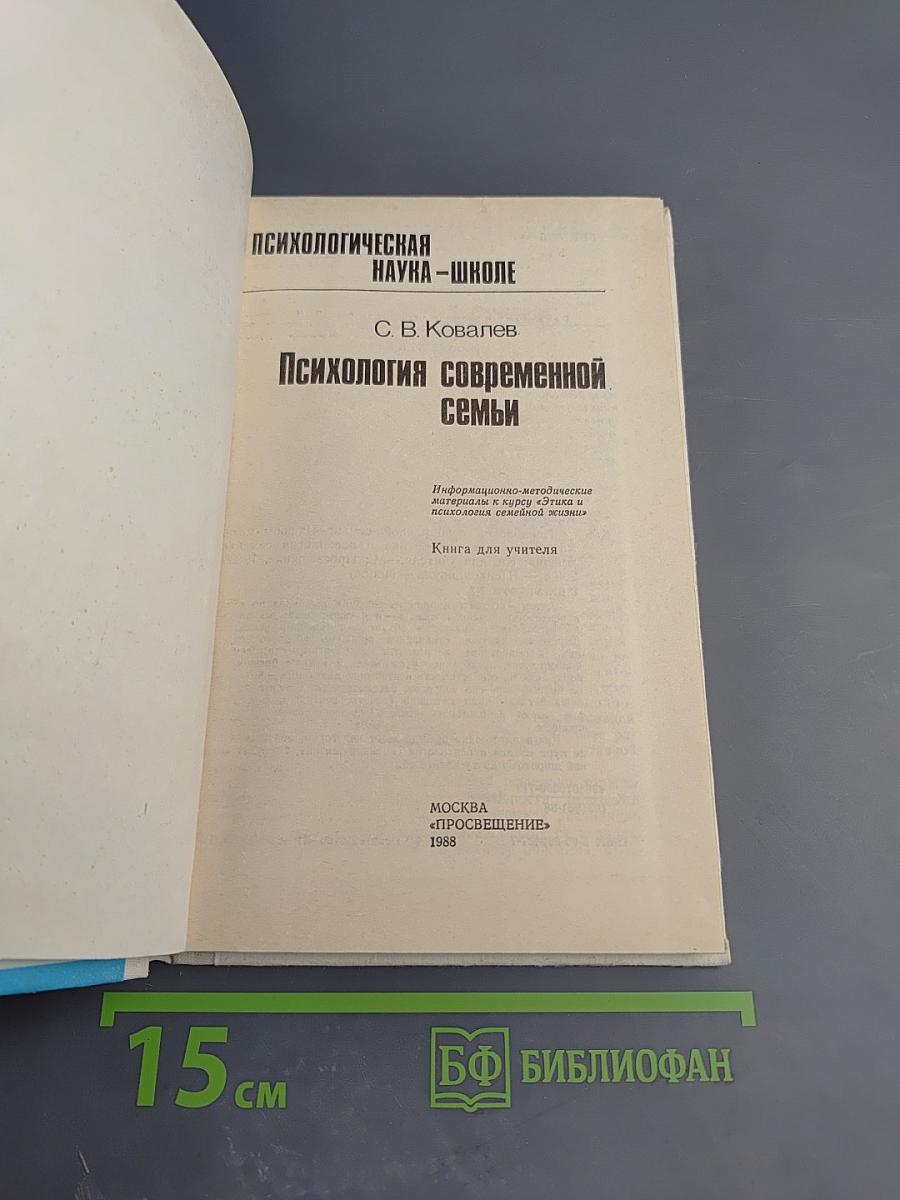 ПСИХОЛОГИЧЕСКАЯ
НАУКА – ШКОЛЕ
С. В. Ковалев
Психология современной
семьи
Информационно-методические
материалы к курсу «Этика и
психология семейной жизни»
Книга для учителя
МОСКВА
«ПРОСВЕЩЕНИЕ»
1988
15 см
БФ БИБЛИОФАН